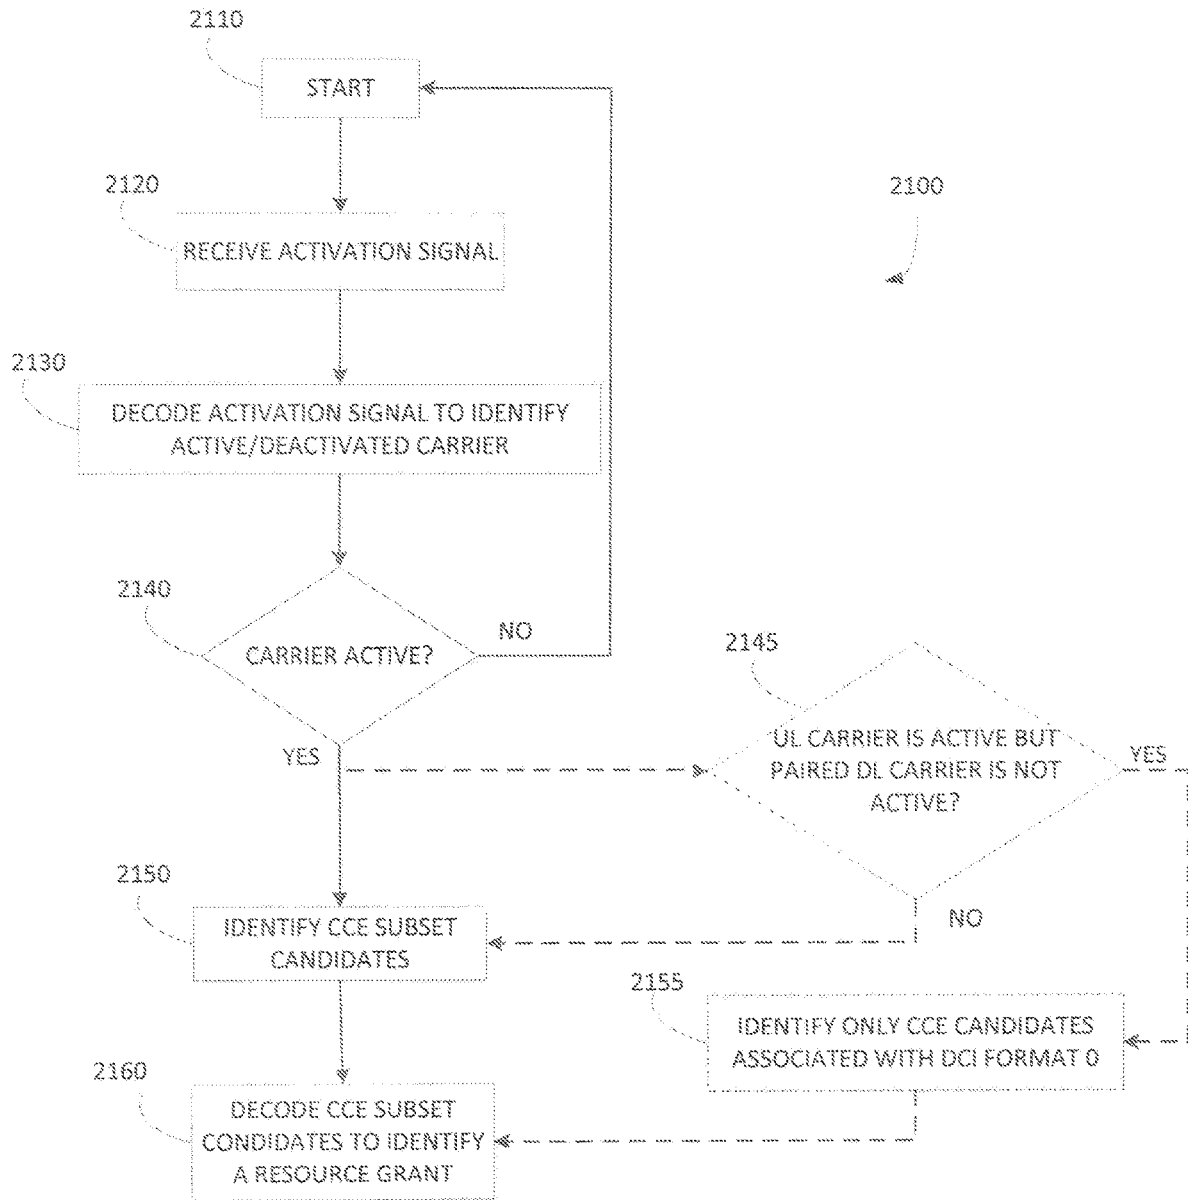 2110
START
2120
2100
RECEIVE ACTIVATION SIGNAL
2130
DECODE ACTIVATION SIGNAL TO IDENTIFY
ACTIVE/DEACTIVATED CARRIER
2140
NO
CARRIER ACTIVE?
2145
YES
UL CARRIER IS ACTIVE BUT
PAIRED DL CARRIER IS NOT
ACTIVE?
YES
2150
NO
IDENTIFY CCE SUBSET
CANDIDATES
2155
IDENTIFY ONLY CCE CANDIDATES
ASSOCIATED WITH DCI FORMAT 0
2160
DECODE CCE SUBSET
CONDIDATES TO IDENTIFY
A RESOURCE GRANT